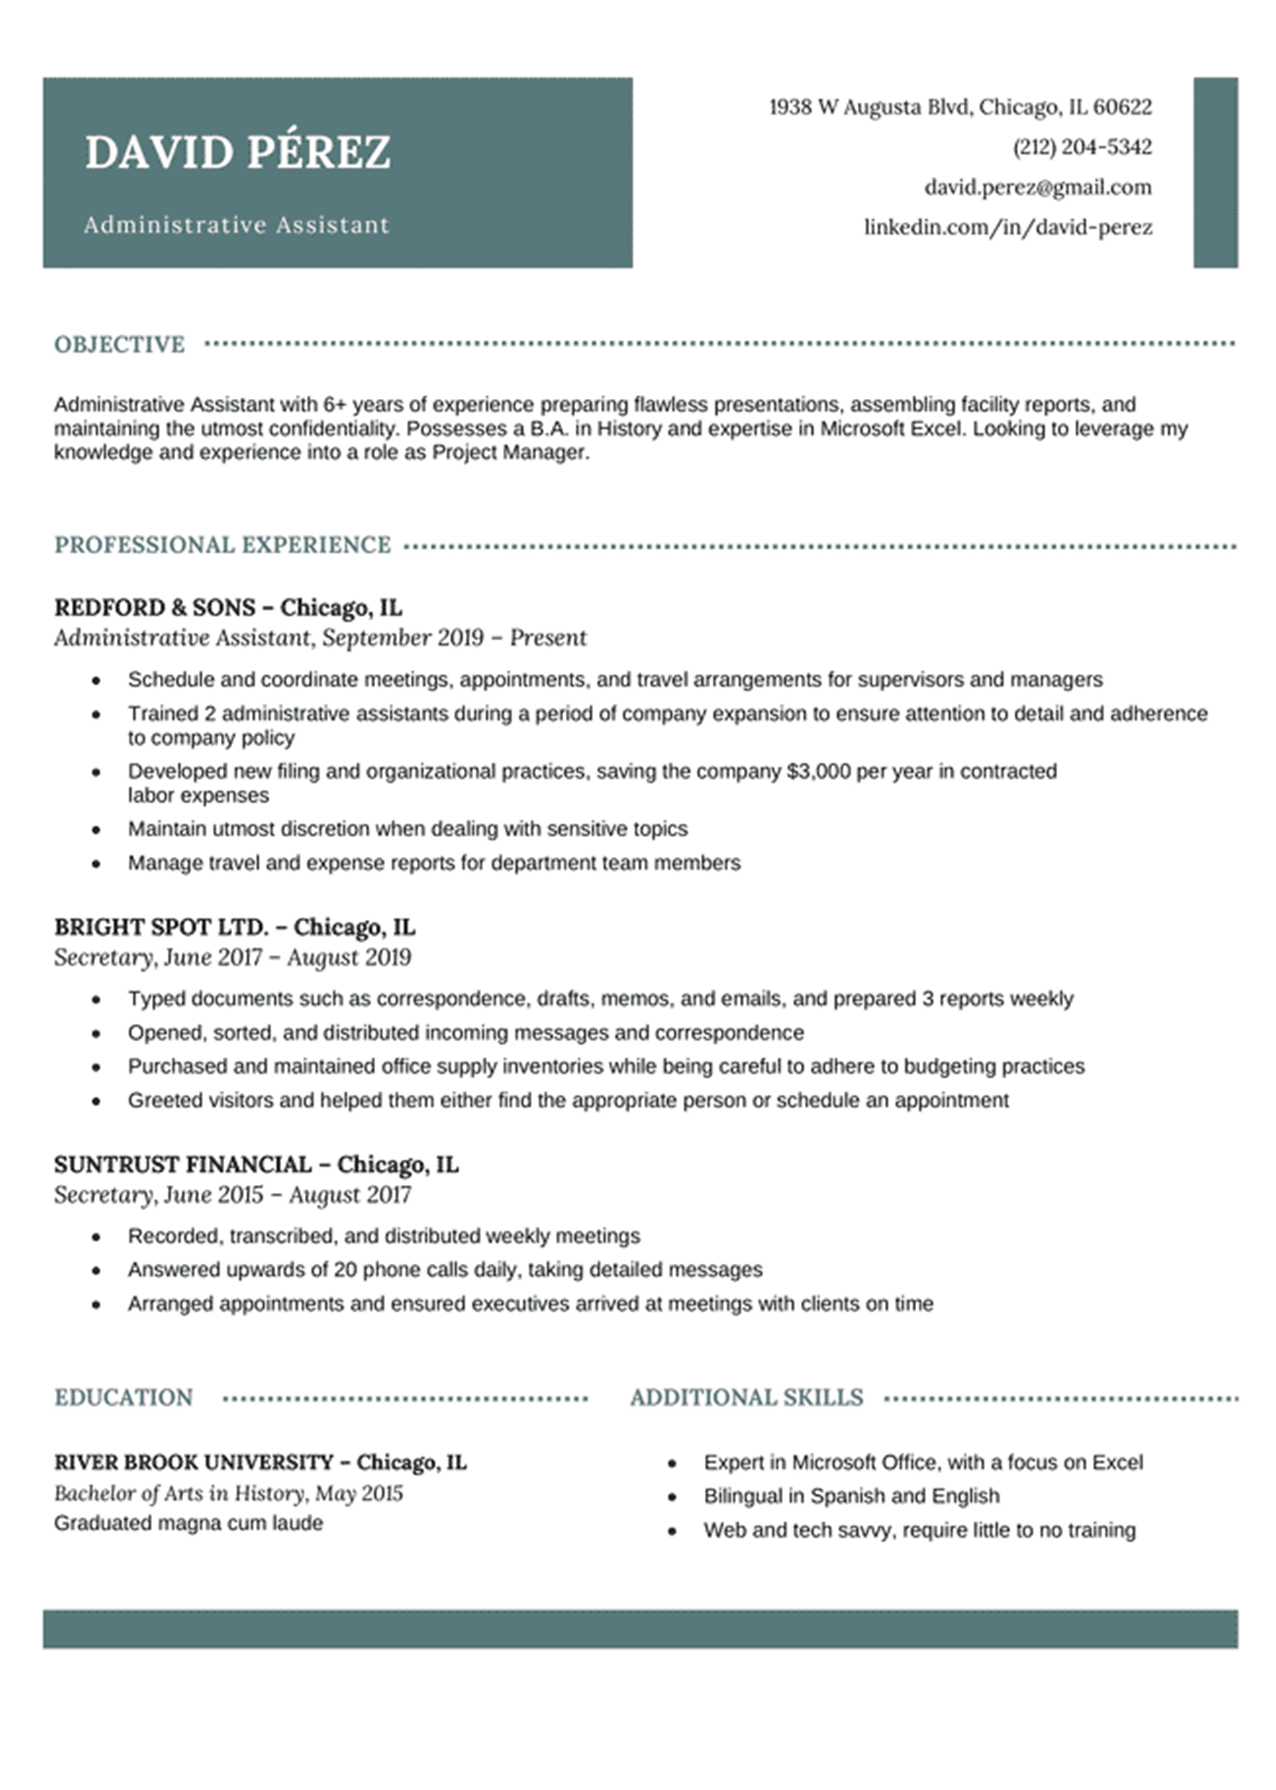 DAVID PÉREZ
Administrative Assistant
1938 W Augusta Blvd, Chicago, IL 60622
(212) 204-5342
david.perez@gmail.com
linkedin.com/in/david-perez
OBJECTIVE
Administrative Assistant with 6+ years of experience preparing flawless presentations, assembling facility reports, and
maintaining the utmost confidentiality. Possesses a B.A. in History and expertise in Microsoft Excel. Looking to leverage my
knowledge and experience into a role as Project Manager.
PROFESSIONAL EXPERIENCE
REDFORD & SONS – Chicago, IL
Administrative Assistant, September 2019 – Present
• Schedule and coordinate meetings, appointments, and travel arrangements for supervisors and managers
• Trained 2 administrative assistants during a period of company expansion to ensure attention to detail and adherence
to company policy
• Developed new filing and organizational practices, saving the company $3,000 per year in contracted
labor expenses
• Maintain utmost discretion when dealing with sensitive topics
• Manage travel and expense reports for department team members
BRIGHT SPOT LTD. – Chicago, IL
Secretary, June 2017 – August 2019
• Typed documents such as correspondence, drafts, memos, and emails, and prepared 3 reports weekly
• Opened, sorted, and distributed incoming messages and correspondence
• Purchased and maintained office supply inventories while being careful to adhere to budgeting practices
• Greeted visitors and helped them either find the appropriate person or schedule an appointment
SUNTRUST FINANCIAL – Chicago, IL
Secretary, June 2015 – August 2017
• Recorded, transcribed, and distributed weekly meetings
• Answered upwards of 20 phone calls daily, taking detailed messages
• Arranged appointments and ensured executives arrived at meetings with clients on time
EDUCATION
RIVER BROOK UNIVERSITY – Chicago, IL
Bachelor of Arts in History, May 2015
Graduated magna cum laude
ADDITIONAL SKILLS
• Expert in Microsoft Office, with a focus on Excel
• Bilingual in Spanish and English
• Web and tech savvy, require little to no training